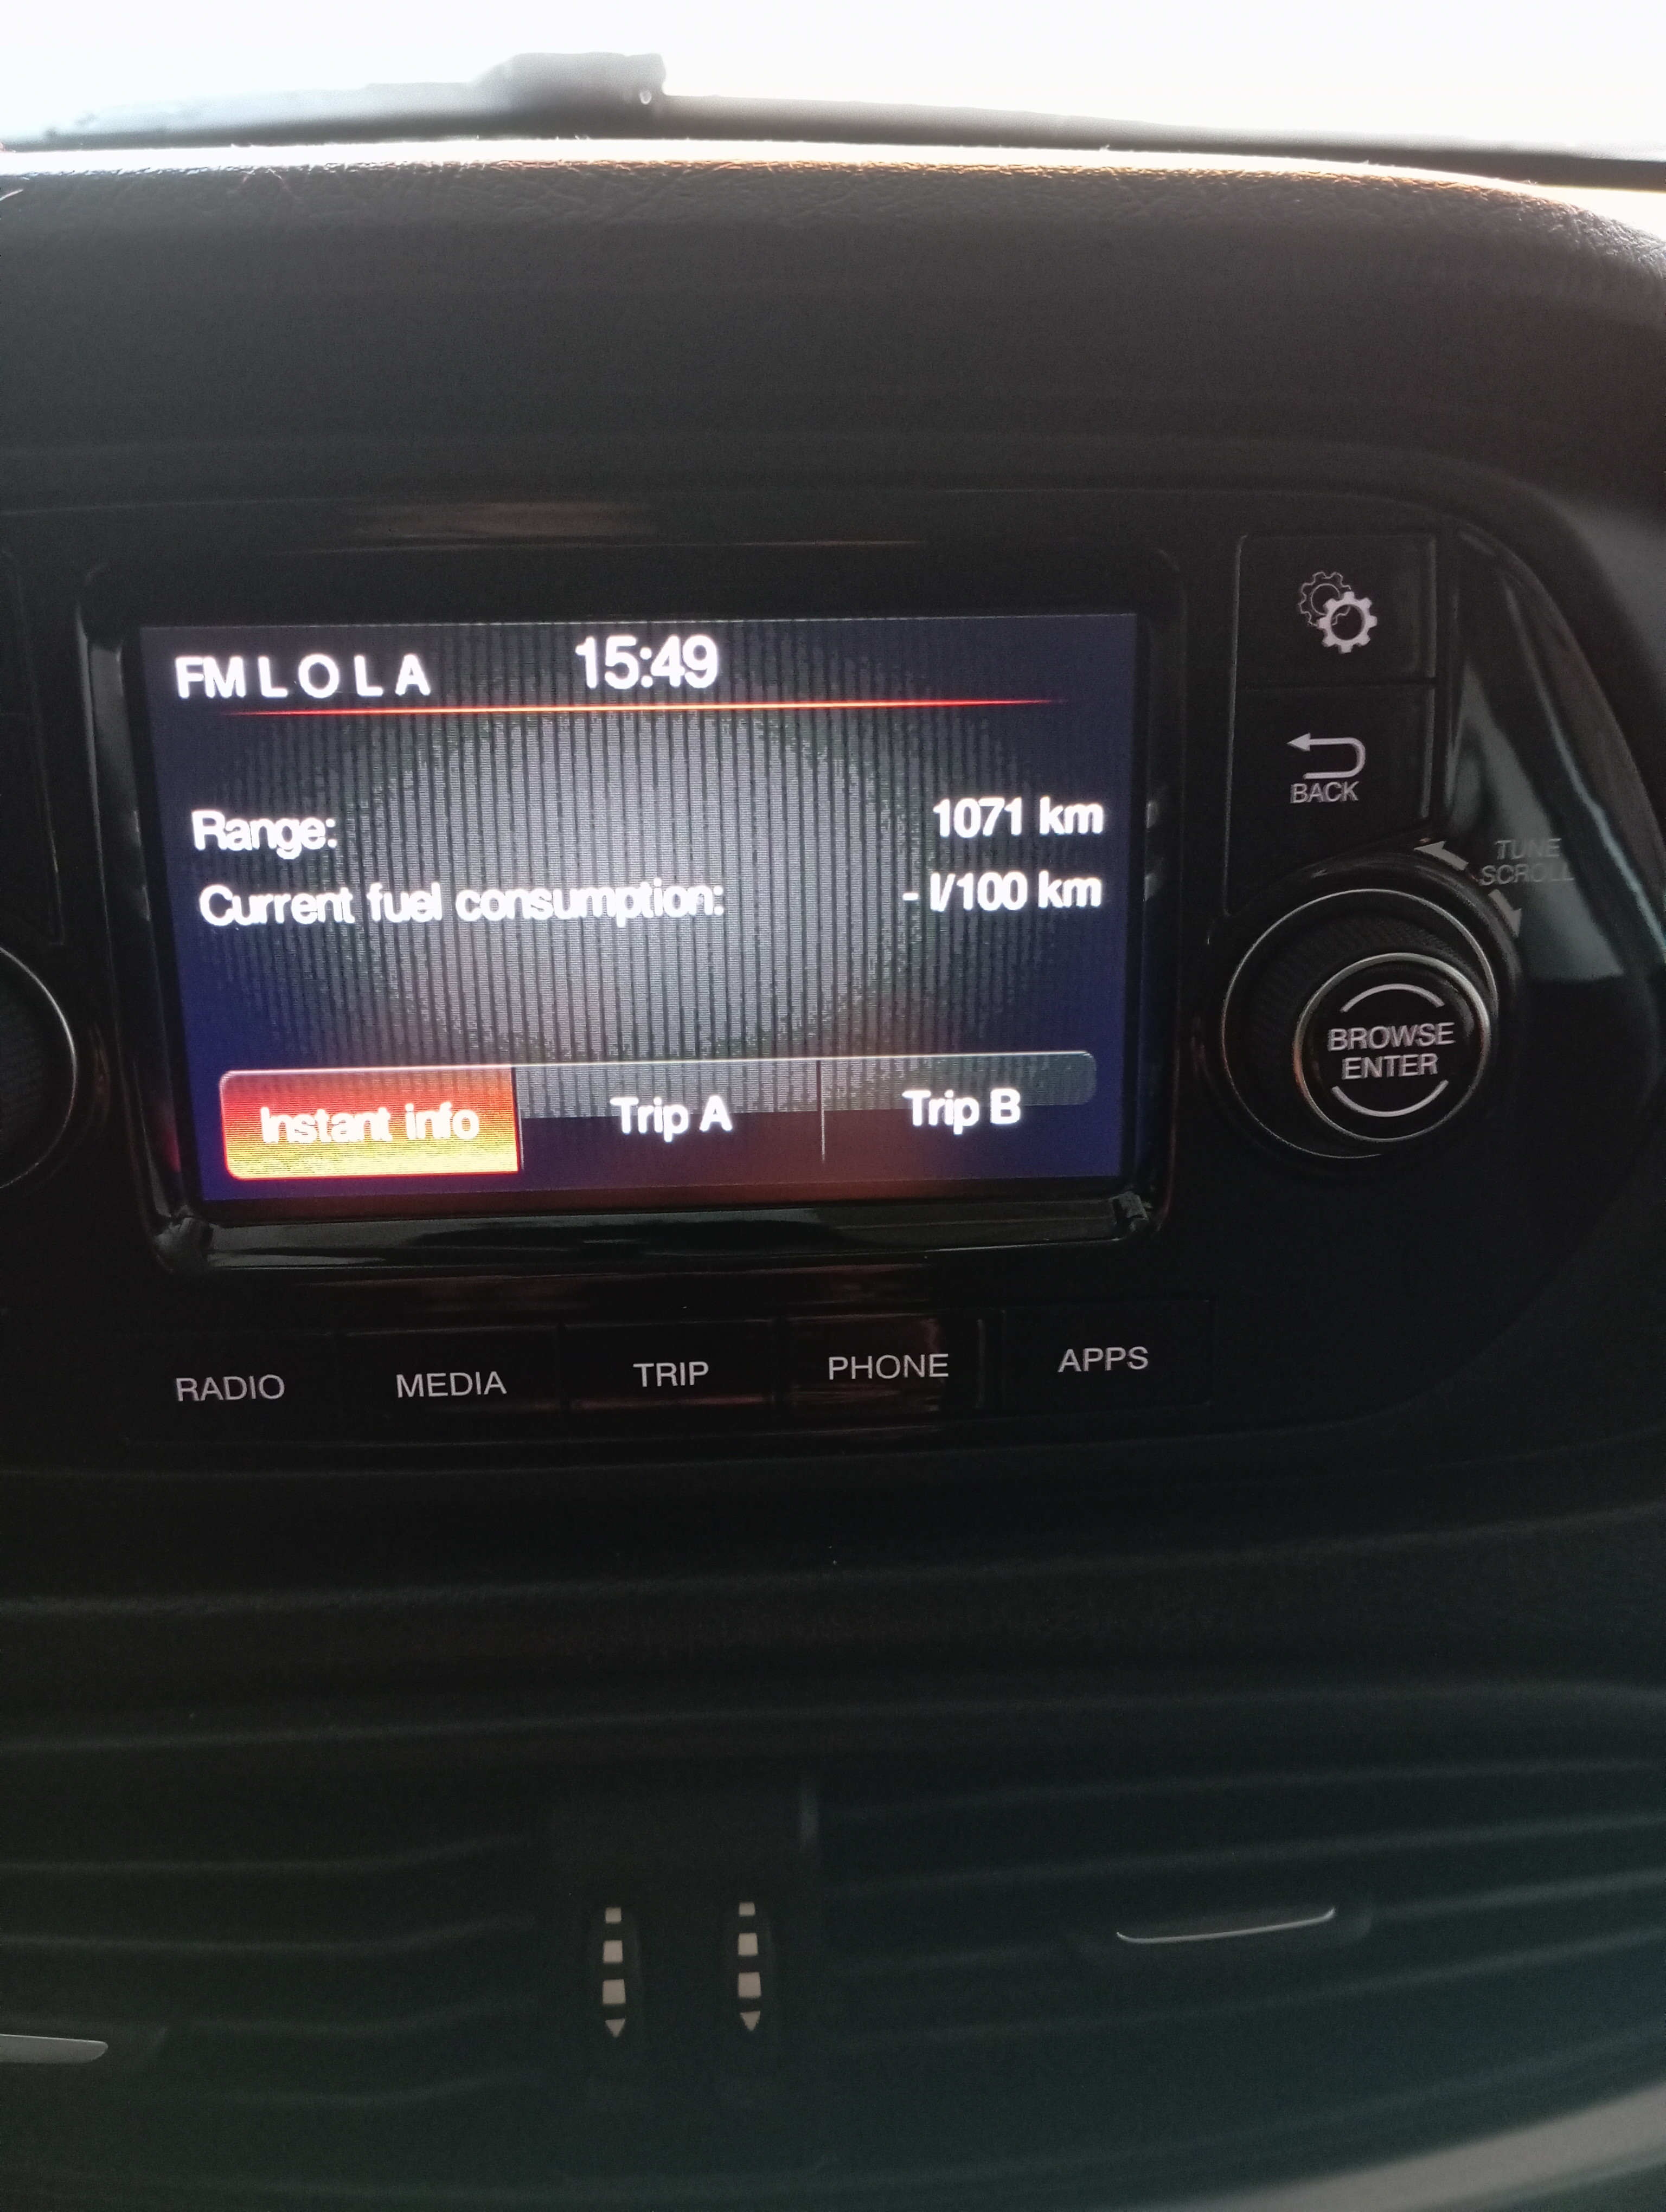 FM L O L A 15:49
Range: 1071 km
Current fuel consumption: - l/100 km
Instant info Trip A Trip B
BACK
TUNE
SCROLL
BROWSE
ENTER
RADIO MEDIA TRIP PHONE APPS